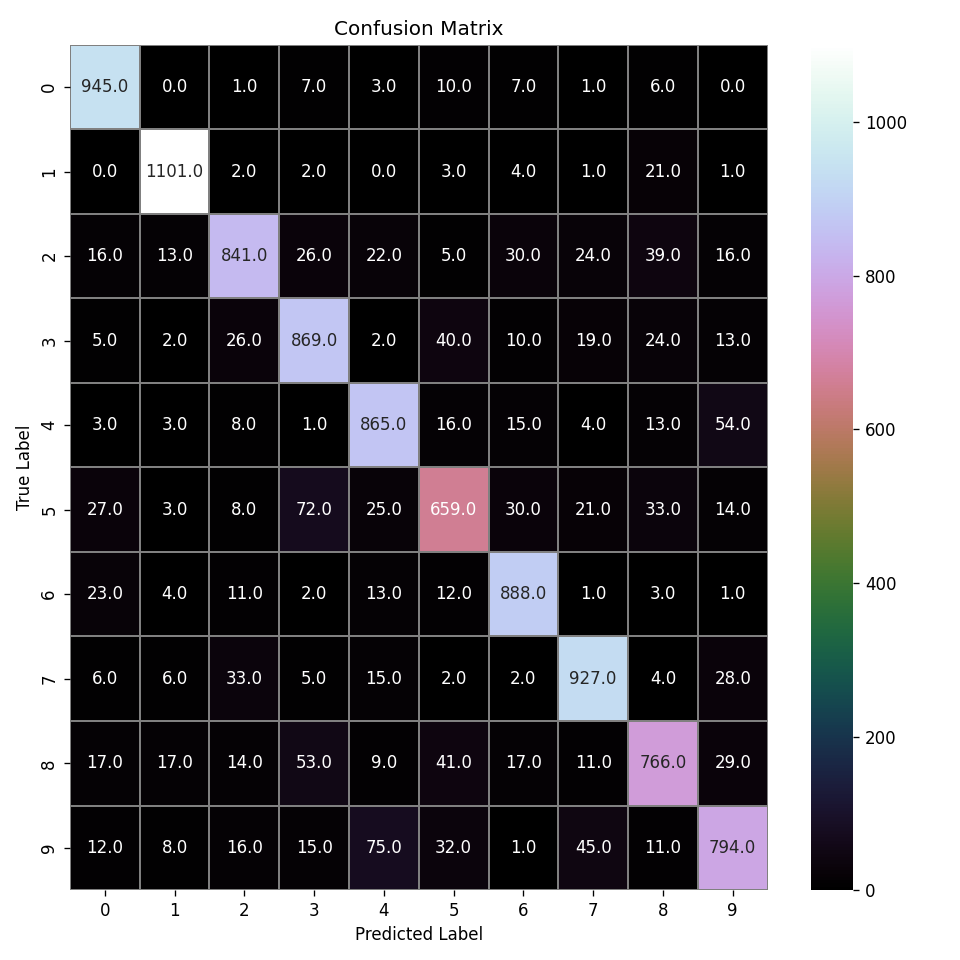 Confusion Matrix
True Label
0 945.0 0.0 1.0 7.0 3.0 10.0 7.0 1.0 6.0 0.0
1 0.0 1101.0 2.0 2.0 0.0 3.0 4.0 1.0 21.0 1.0
2 16.0 13.0 841.0 26.0 22.0 5.0 30.0 24.0 39.0 16.0
3 5.0 2.0 26.0 869.0 2.0 40.0 10.0 19.0 24.0 13.0
4 3.0 3.0 8.0 1.0 865.0 16.0 15.0 4.0 13.0 54.0
5 27.0 3.0 8.0 72.0 25.0 659.0 30.0 21.0 33.0 14.0
6 23.0 4.0 11.0 2.0 13.0 12.0 888.0 1.0 3.0 1.0
7 6.0 6.0 33.0 5.0 15.0 2.0 2.0 927.0 4.0 28.0
8 17.0 17.0 14.0 53.0 9.0 41.0 17.0 11.0 766.0 29.0
9 12.0 8.0 16.0 15.0 75.0 32.0 1.0 45.0 11.0 794.0
0 1 2 3 4 5 6 7 8 9
Predicted Label
1000
800
600
400
200
0